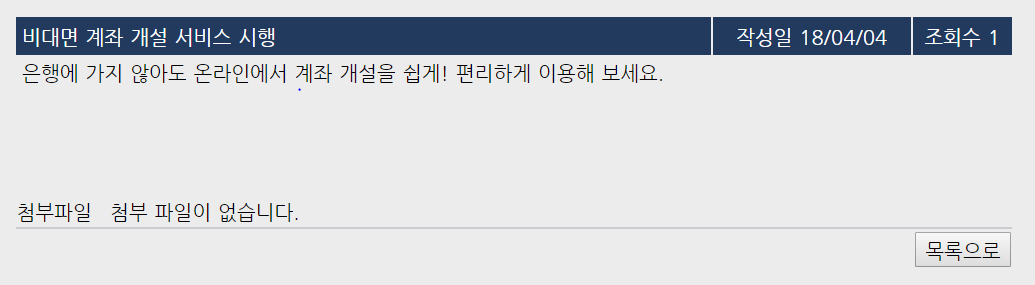 비대면 계좌 개설 서비스 시행 작성일 18/04/04 조회수 1
은행에 가지 않아도 온라인에서 계좌 개설을 쉽게! 편리하게 이용해 보세요.
첨부파일 첨부 파일이 없습니다.
목록으로